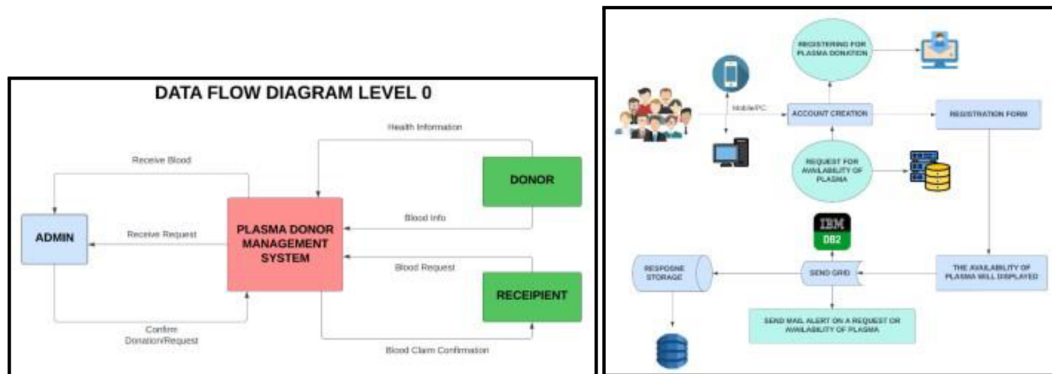 DATA FLOW DIAGRAM LEVEL 0
Health Information
Receive Blood
DONOR
ADMIN
Receive Request
PLASMA DONOR
MANAGEMENT
SYSTEM
Blood Info
Blood Request
RECEIPIENT
Confirm
Donation/Request
Blood Claim Confirmation
REGISTERING FOR
PLASMA DONATION
Mobile/PC
ACCOUNT CREATION
REGISTRATION FORM
REQUEST FOR
AVAILABILITY OF
PLASMA
IBM
DB2
RESPOSNE
STORAGE
SEND GRID
THE AVAILABILITY OF
PLASMA WILL DISPLAYED
SEND MAIL ALERT ON A REQUEST OR
AVAILABILITY OF PLASMA